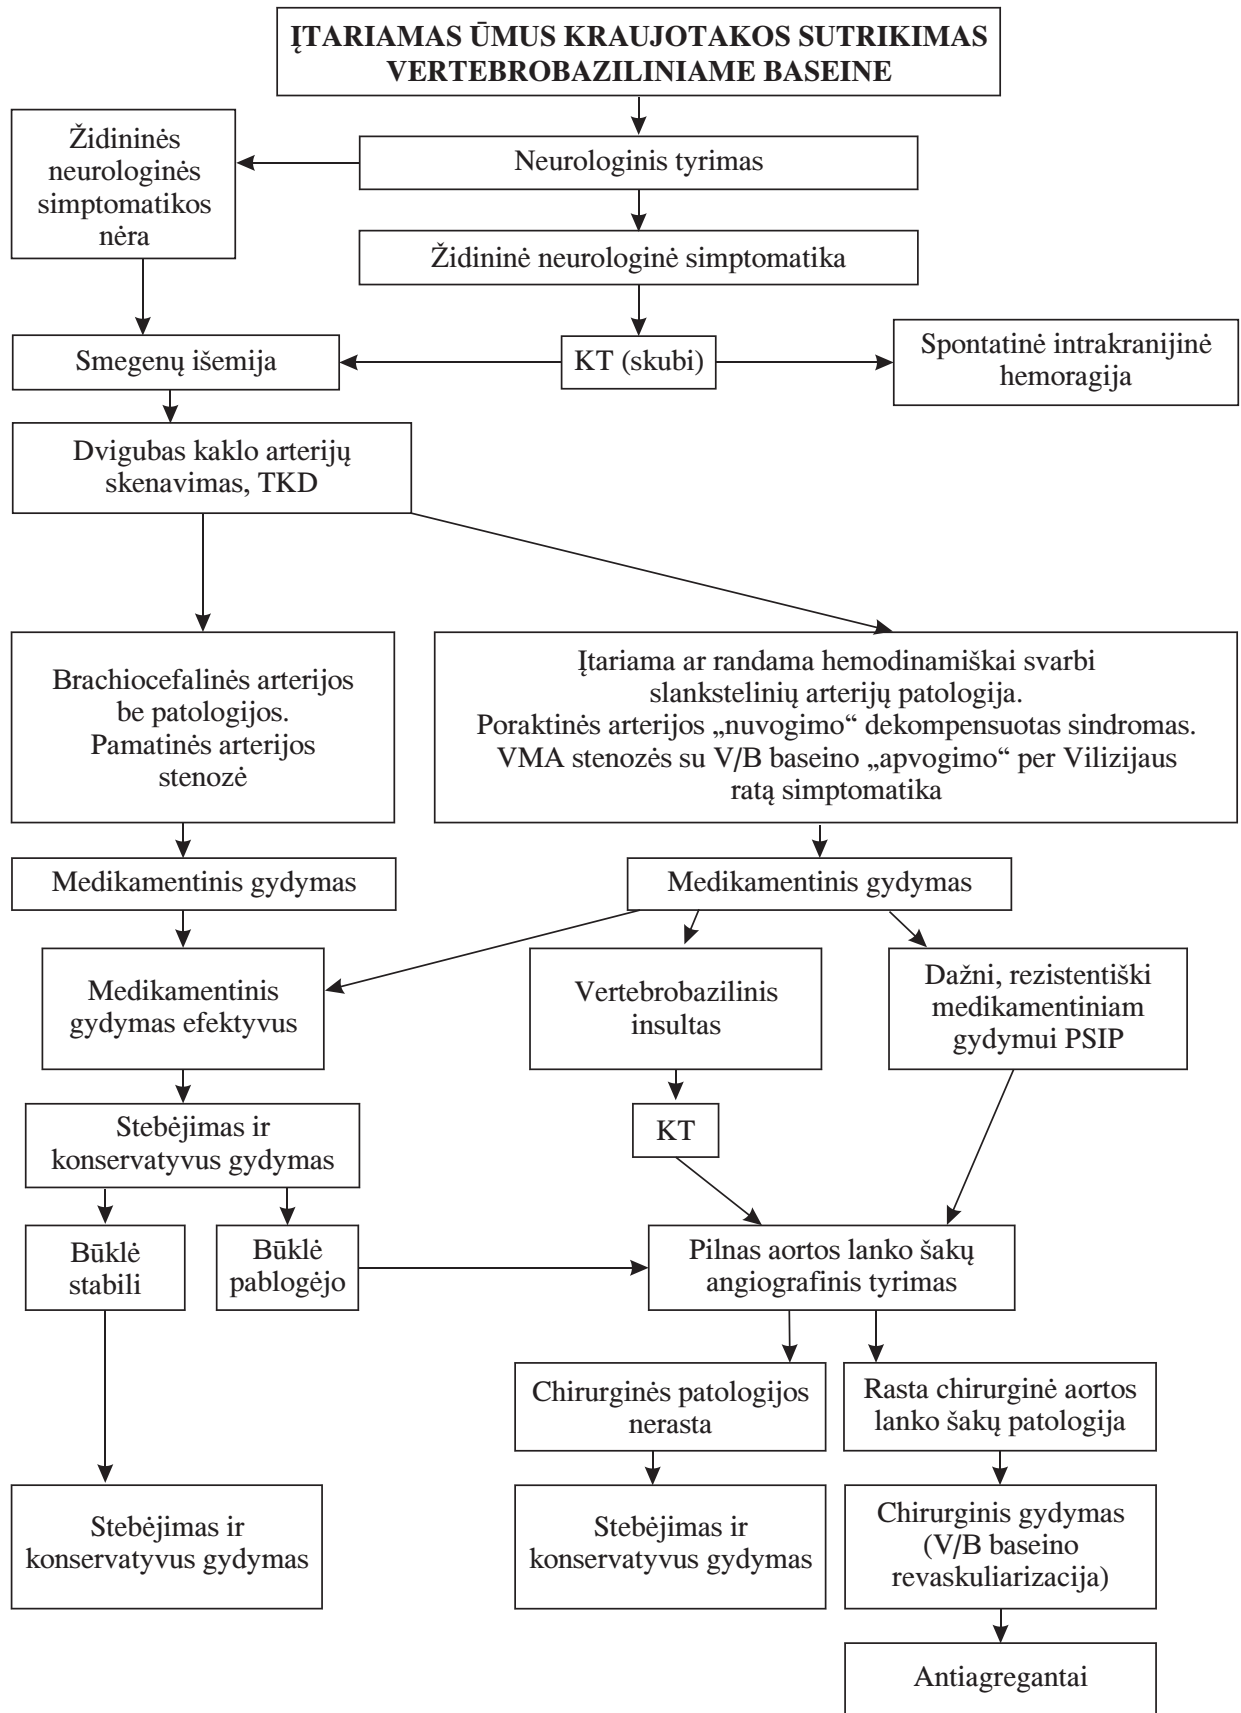 ĮTARIAMAS ŪMUS KRAUJOTAKOS SUTRIKIMAS
VERTEBROBAZILINIAME BASEINE
Židininės
neurologinės
simptomatikos
nėra
Neurologinis tyrimas
Židininė neurologinė simptomatika
Smegenų išemija
KT (skubi)
Spontatinė intrakranijinė
hemoragija
Dvigubas kaklo arterijų
skenavimas, TKD
Brachiocefalinės arterijos
be patologijos.
Pamatinės arterijos
stenozė
Įtariama ar randama hemodinamiškai svarbi
slankstelinių arterijų patologija.
Poraktinės arterijos „nuvogimo“ dekompensuotas sindromas.
VMA stenozės su V/B baseino „apvogimo“ per Vilizijaus
ratą simptomatika
Medikamentinis gydymas
Medikamentinis gydymas
Medikamentinis
gydymas efektyvus
Vertebrobazilinis
insultas
Dažni, rezistentiški
medikamentiniam
gydymui PSIP
Stebėjimas ir
konservatyvus gydymas
KT
Būklė
stabili
Būklė
pablogėjo
Pilnas aortos lanko šakų
angiografinis tyrimas
Chirurginės patologijos
nerasta
Rasta chirurginė aortos
lanko šakų patologija
Stebėjimas ir
konservatyvus gydymas
Stebėjimas ir
konservatyvus gydymas
Chirurginis gydymas
(V/B baseino
revaskuliarizacija)
Antiagregantai